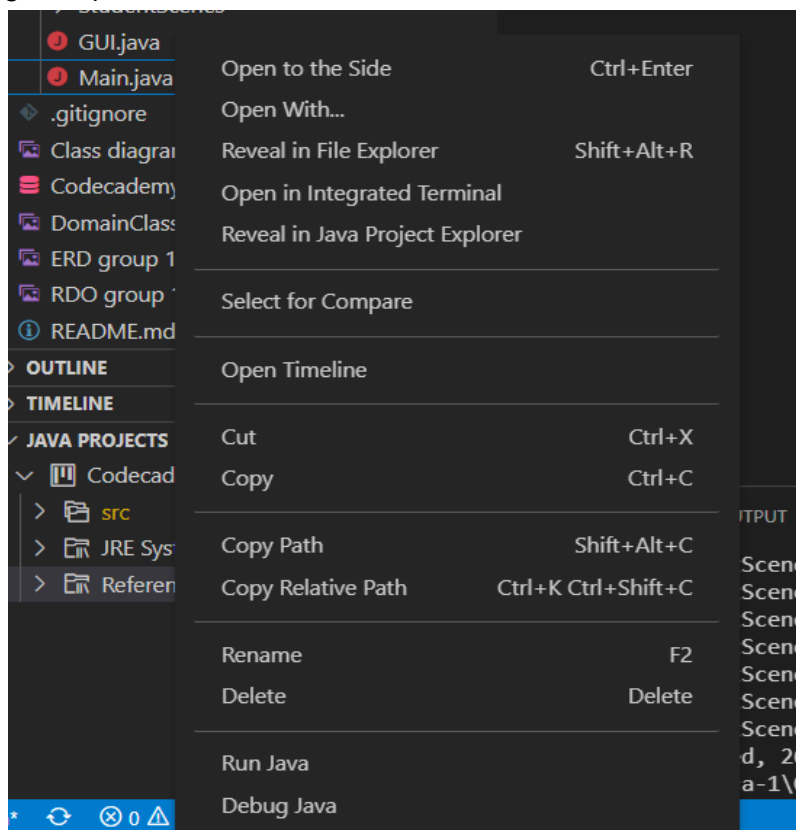 GUI.java
Main.java
.gitignore
Class diagra
Codecademy
DomainClass
ERD group 1
RDO group
README.md
OUTLINE
TIMELINE
JAVA PROJECTS
Codecad
src
JRE Sys
Referen
Open to the Side Ctrl+Enter
Open With...
Reveal in File Explorer Shift+Alt+R
Open in Integrated Terminal
Reveal in Java Project Explorer
Select for Compare
Open Timeline
Cut Ctrl+X
Copy Ctrl+C
Copy Path Shift+Alt+C
Copy Relative Path Ctrl+K Ctrl+Shift+C
Rename F2
Delete Delete
Run Java
Debug Java
TPUT
Scen
Scen
Scen
Scen
Scen
Scen
Scen
d, 2
a-1\
0